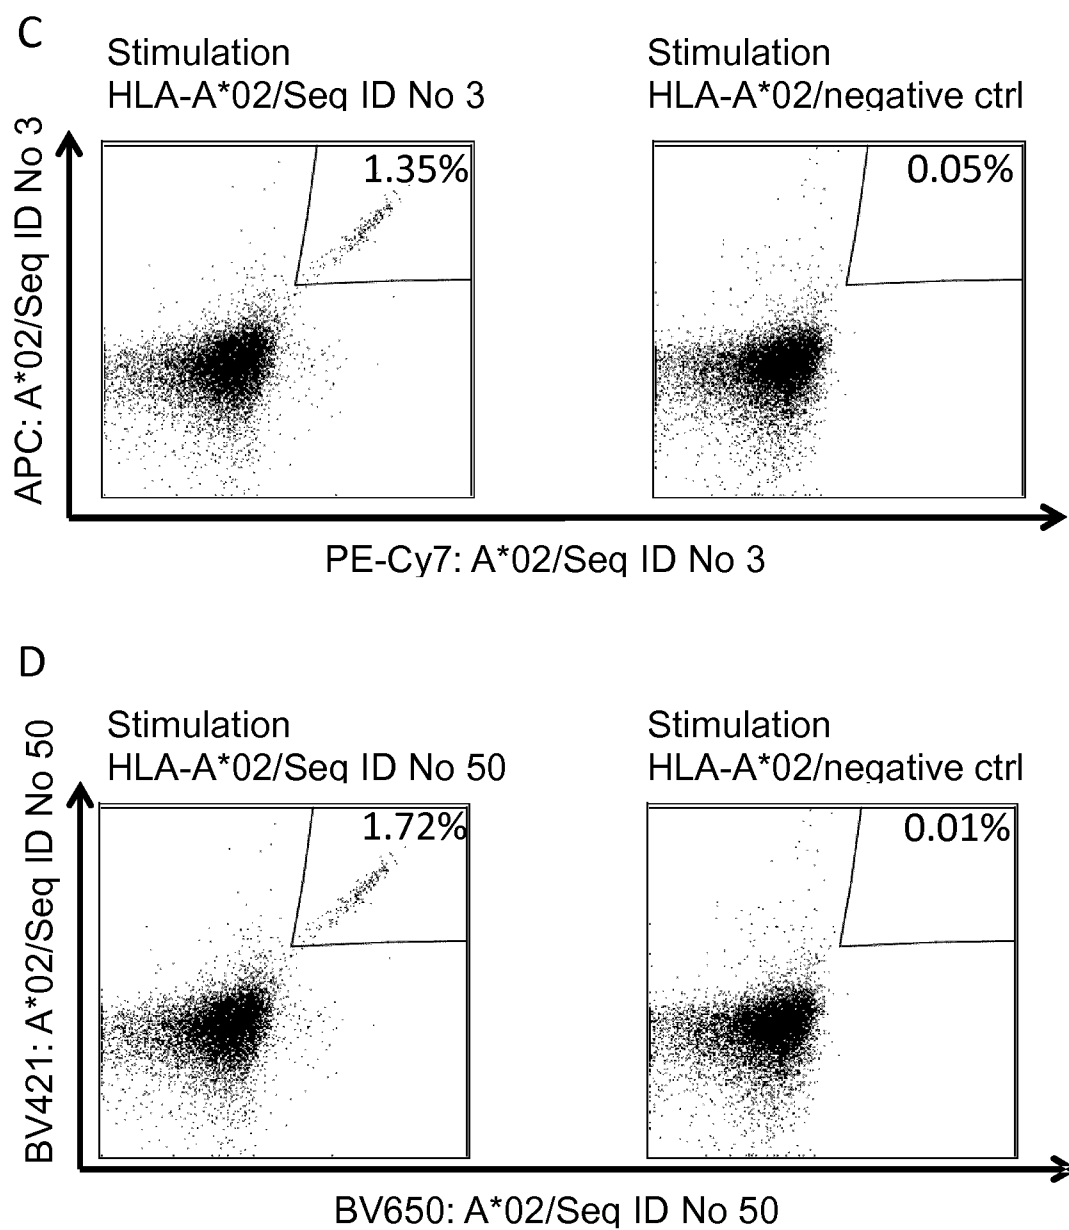 C
Stimulation
HLA-A*02/Seq ID No 3
Stimulation
HLA-A*02/negative ctrl
APC: A*02/Seq ID No 3
1.35%
0.05%
PE-Cy7: A*02/Seq ID No 3
D
Stimulation
HLA-A*02/Seq ID No 50
Stimulation
HLA-A*02/negative ctrl
BV421: A*02/Seq ID No 50
1.72%
0.01%
BV650: A*02/Seq ID No 50